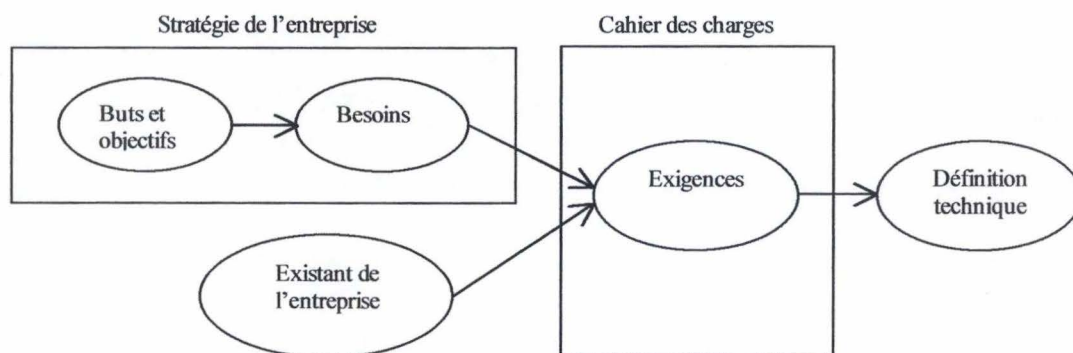 Stratégie de l'entreprise
Cahier des charges
Buts et
objectifs
Besoins
Exigences
Définition
technique
Existant de
l'entreprise